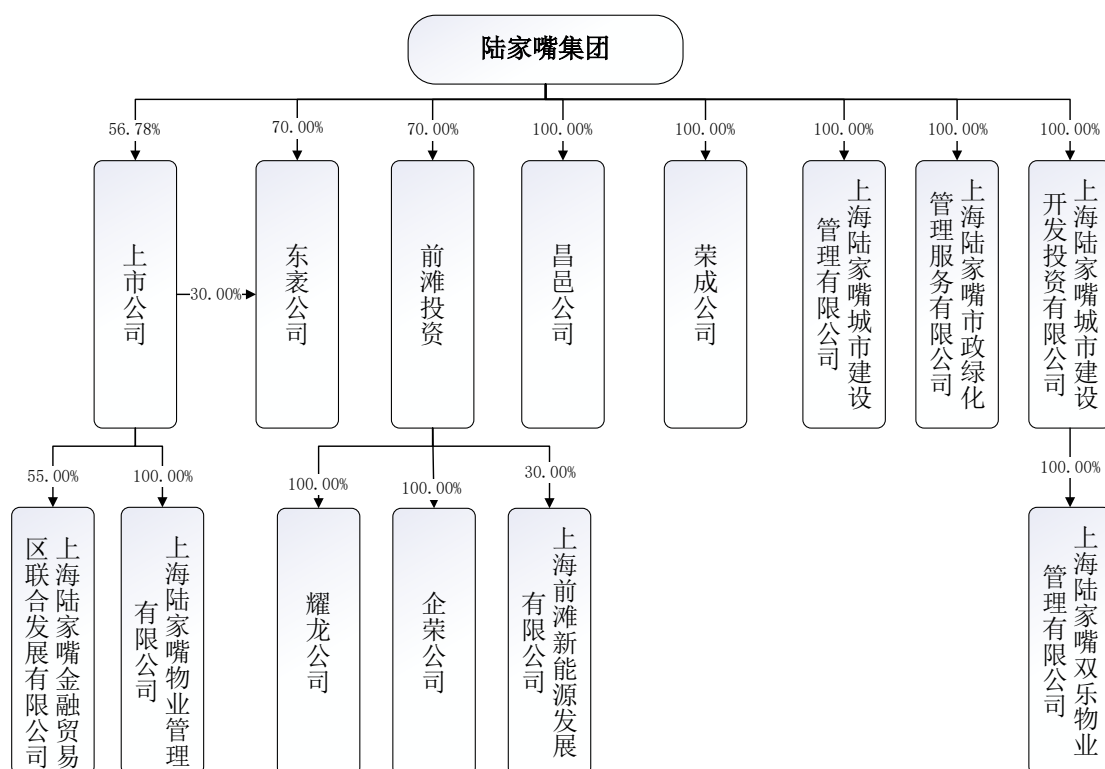 陆家嘴集团
56.78%
70.00%
70.00%
100.00%
100.00%
100.00%
100.00%
100.00%
上市公司
30.00%
东袤公司
前滩投资
昌邑公司
荣成公司
上海陆家嘴城市建设
管理有限公司
上海陆家嘴市政绿化
管理服务有限公司
上海陆家嘴城市建设
开发投资有限公司
55.00%
100.00%
100.00%
100.00%
30.00%
100.00%
上海陆家嘴金融贸易
区联合发展有限公司
上海陆家嘴物业管理
有限公司
耀龙公司
企荣公司
上海前滩新能源发展
有限公司
上海陆家嘴双乐物业
管理有限公司